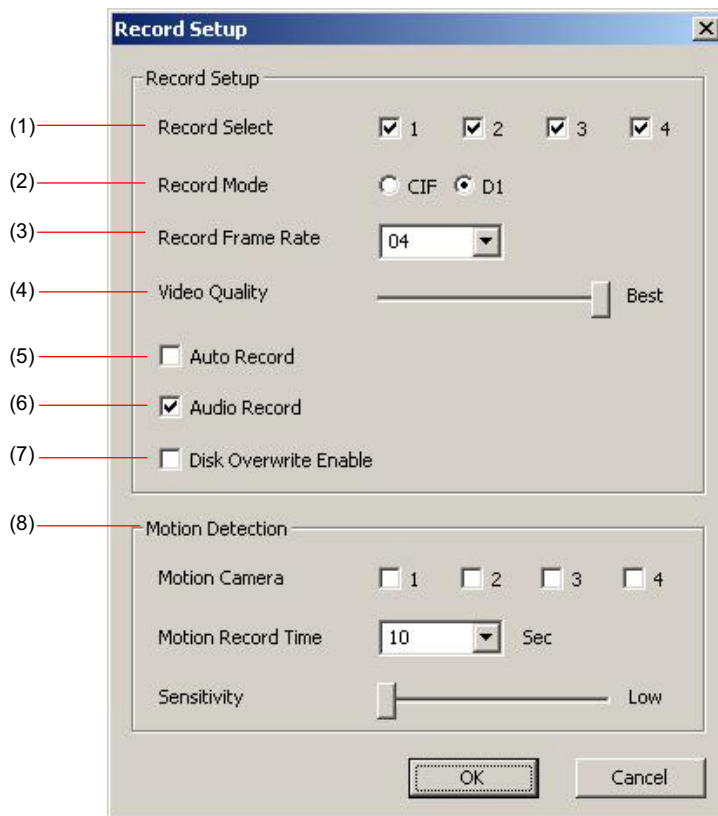 Record Setup
Record Setup
(1) Record Select 1 2 3 4
(2) Record Mode CIF D1
(3) Record Frame Rate 04
(4) Video Quality Best
(5) Auto Record
(6) Audio Record
(7) Disk Overwrite Enable
(8) Motion Detection
Motion Camera 1 2 3 4
Motion Record Time 10 Sec
Sensitivity Low
OK Cancel